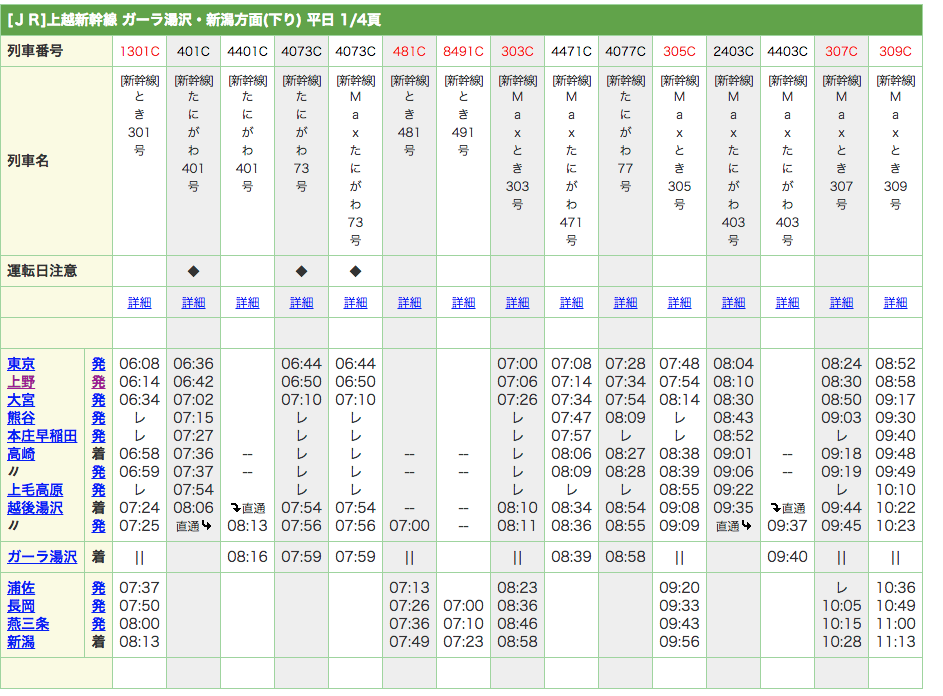 [ＪＲ]上越新幹線 ガーラ湯沢・新潟方面(下り) 平日 1/4頁
列車番号 1301C 401C 4401C 4073C 4073C 481C 8491C 303C 4471C 4077C 305C 2403C 4403C 307C 309C
列車名 [新幹線]とき301号 [新幹線]たにがわ401号 [新幹線]たにがわ401号 [新幹線]たにがわ73号 [新幹線]Ｍａｘたにがわ73号 [新幹線]とき481号 [新幹線]とき491号 [新幹線]Ｍａｘとき303号 [新幹線]Ｍａｘたにがわ471号 [新幹線]たにがわ77号 [新幹線]Ｍａｘとき305号 [新幹線]Ｍａｘたにがわ403号 [新幹線]Ｍａｘたにがわ403号 [新幹線]Ｍａｘとき307号 [新幹線]Ｍａｘとき309号
運転日注意 ◆ ◆ ◆
詳細 詳細 詳細 詳細 詳細 詳細 詳細 詳細 詳細 詳細 詳細 詳細 詳細 詳細 詳細
東京 発 06:08 06:36 06:44 06:44 07:00 07:08 07:28 07:48 08:04 08:24 08:52
上野 発 06:14 06:42 06:50 06:50 07:06 07:14 07:34 07:54 08:10 08:30 08:58
大宮 発 06:34 07:02 07:10 07:10 07:26 07:34 07:54 08:14 08:30 08:50 09:17
熊谷 発 レ 07:15 レ レ レ 07:47 08:09 レ 08:43 09:03 09:30
本庄早稲田 発 レ 07:27 レ レ レ 07:57 レ レ 08:52 レ 09:40
高崎 着 06:58 07:36 -- レ レ -- -- レ 08:06 08:27 08:38 09:01 -- 09:18 09:48
〃 発 06:59 07:37 -- レ レ -- -- レ 08:09 08:28 08:39 09:06 -- 09:19 09:49
上毛高原 発 レ 07:54 レ レ レ レ レ 08:55 09:22 レ 10:10
越後湯沢 着 07:24 08:06 直通 07:54 07:54 -- -- 08:10 08:34 08:54 09:08 09:35 直通 09:44 10:22
〃 発 07:25 直通 08:13 07:56 07:56 07:00 -- 08:11 08:36 08:55 09:09 直通 09:37 09:45 10:23
ガーラ湯沢 着 || 08:16 07:59 07:59 || || 08:39 08:58 || 09:40 || ||
浦佐 発 07:37 07:13 08:23 09:20 レ 10:36
長岡 発 07:50 07:26 07:00 08:36 09:33 10:05 10:49
燕三条 発 08:00 07:36 07:10 08:46 09:43 10:15 11:00
新潟 着 08:13 07:49 07:23 08:58 09:56 10:28 11:13